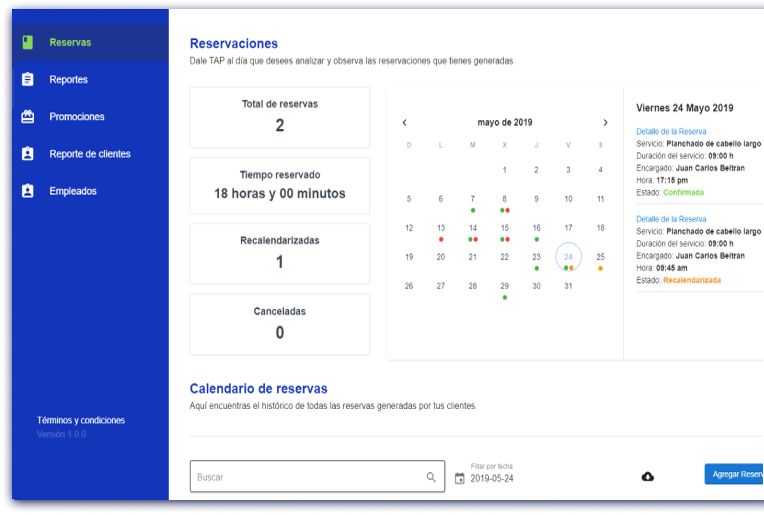 Reservas
Reportes
Promociones
Reporte de clientes
Empleados
Términos y condiciones
Versión 1.0.0
Reservaciones
Dale TAP al día que desees analizar y observa las reservaciones que tienes generadas.
Total de reservas
2
Tiempo reservado
18 horas y 00 minutos
Recalendarizadas
1
Canceladas
0
mayo de 2019
D L M X J V S
1 2 3 4
5 6 7 8 9 10 11
12 13 14 15 16 17 18
19 20 21 22 23 24 25
26 27 28 29 30 31
Viernes 24 Mayo 2019
Detalle de la Reserva
Servicio: Planchado de cabello largo
Duración del servicio: 09:00 h
Encargado: Juan Carlos Beltran
Hora: 17:15 pm
Estado: Confirmada
Detalle de la Reserva
Servicio: Planchado de cabello largo
Duración del servicio: 09:00 h
Encargado: Juan Carlos Beltran
Hora: 09:45 am
Estado: Recalendarizada
Calendario de reservas
Aquí encuentras el histórico de todas las reservas generadas por tus clientes.
Buscar
Filtar por fecha
2019-05-24
Agregar Reserv